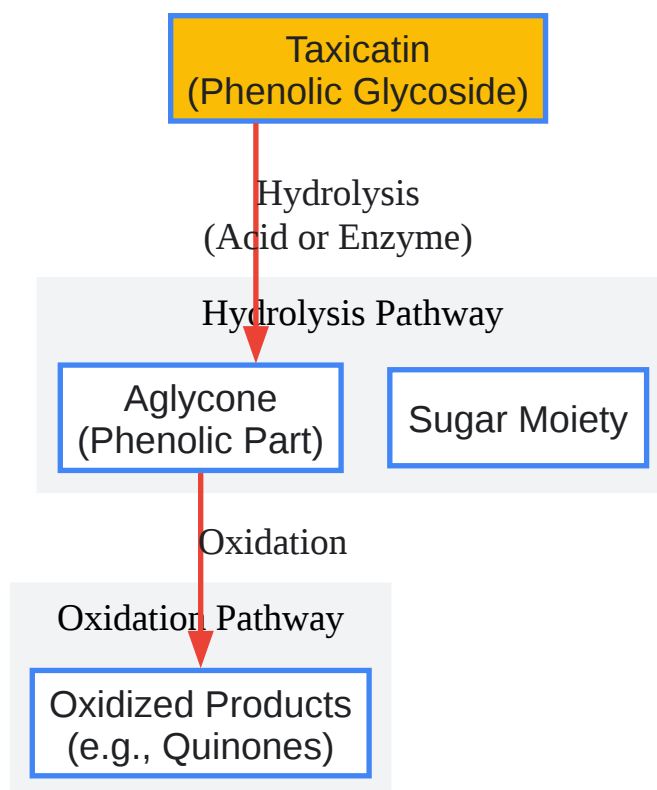 Taxicatin
(Phenolic Glycoside)
Hydrolysis
(Acid or Enzyme)
Hydrolysis Pathway
Aglycone
(Phenolic Part)
Sugar Moiety
Oxidation
Oxidation Pathway
Oxidized Products
(e.g., Quinones)